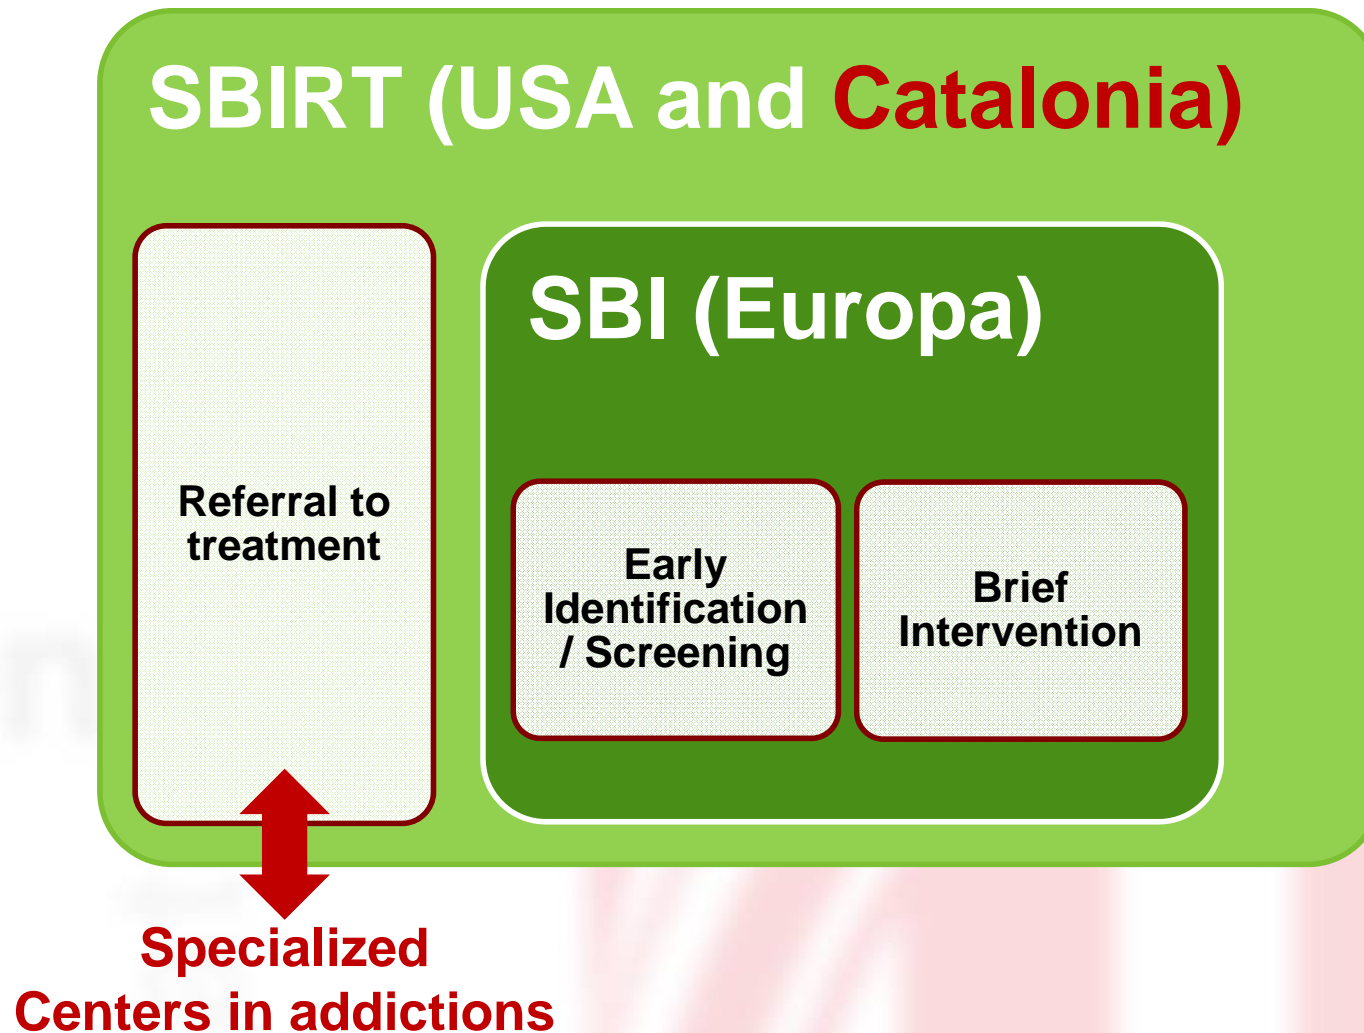 SBIRT (USA and Catalonia)
SBI (Europa)
Referral to
treatment
Early
Identification
/ Screening
Brief
Intervention
Specialized
Centers in addictions